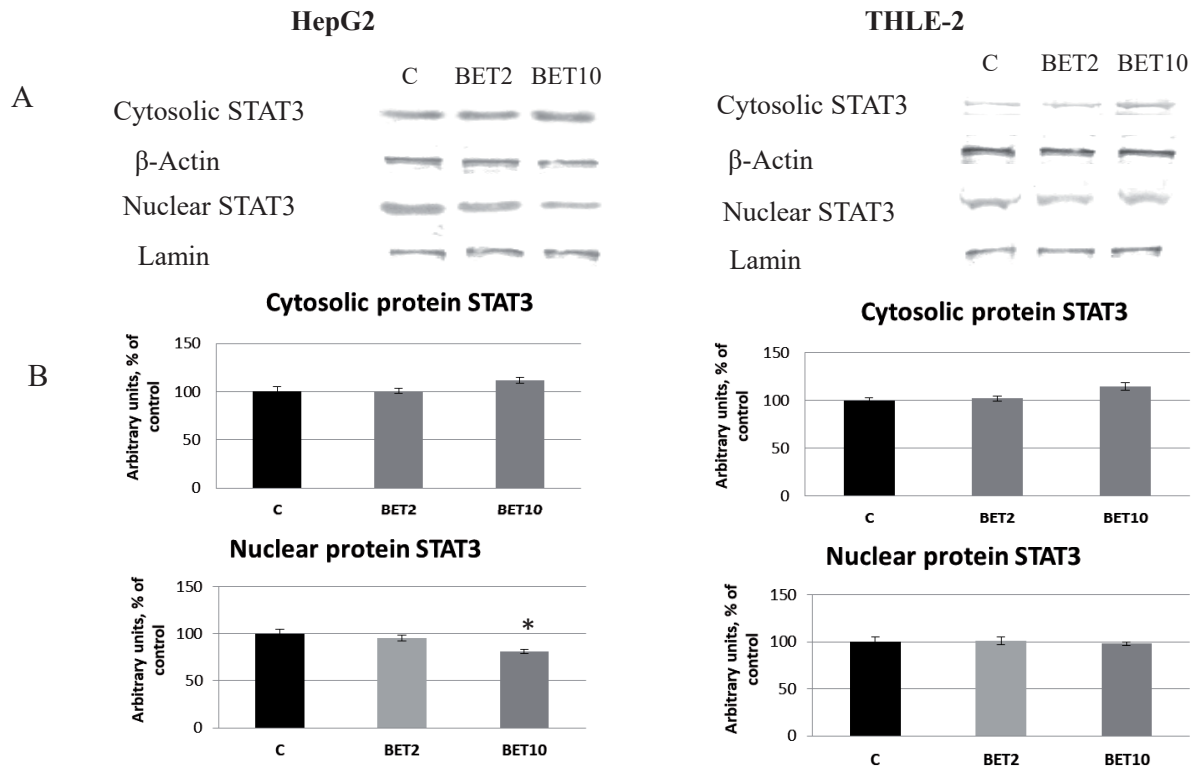 HepG2
THLE-2
A
C BET2 BET10
Cytosolic STAT3
β-Actin
Nuclear STAT3
Lamin
C BET2 BET10
Cytosolic STAT3
β-Actin
Nuclear STAT3
Lamin
B
Cytosolic protein STAT3
Arbitrary units, % of
control
150
100
50
0
C BET2 BET10
Cytosolic protein STAT3
Arbitrary units, % of
control
150
100
50
0
C BET2 BET10
Nuclear protein STAT3
Arbitrary units, % of
control
150
100
50
0
*
C BET2 BET10
Nuclear protein STAT3
Arbitrary units, % of
control
150
100
50
0
C BET2 BET10